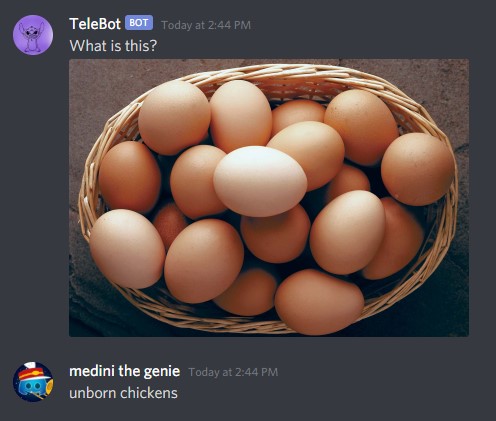 TeleBot BOT Today at 2:44 PM
What is this?
medini the genie Today at 2:44 PM
unborn chickens